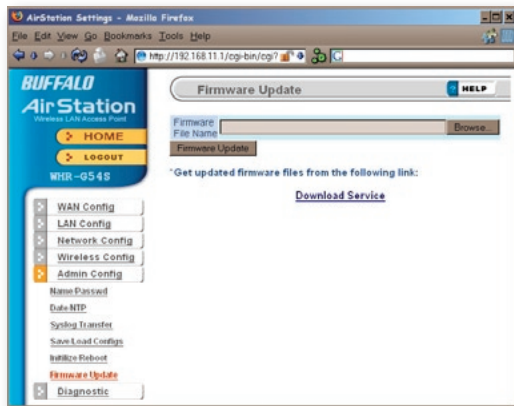 AirStation Settings - Mozilla Firefox
File Edit View Go Bookmarks Tools Help
http://192.168.11.1/cgi-bin/cgi?
BUFFALO
AirStation
Wireless LAN Access Point
HOME
LOGOUT
WHR-G54S
WAN Config
LAN Config
Network Config
Wireless Config
Admin Config
Name Passwd
Date NTP
Syslog Transfer
Save Load Configs
Initilize Reboot
Firmware Update
Diagnostic
Firmware Update
HELP
Firmware
File Name
Browse...
Firmware Update
*Get updated firmware files from the following link:
Download Service